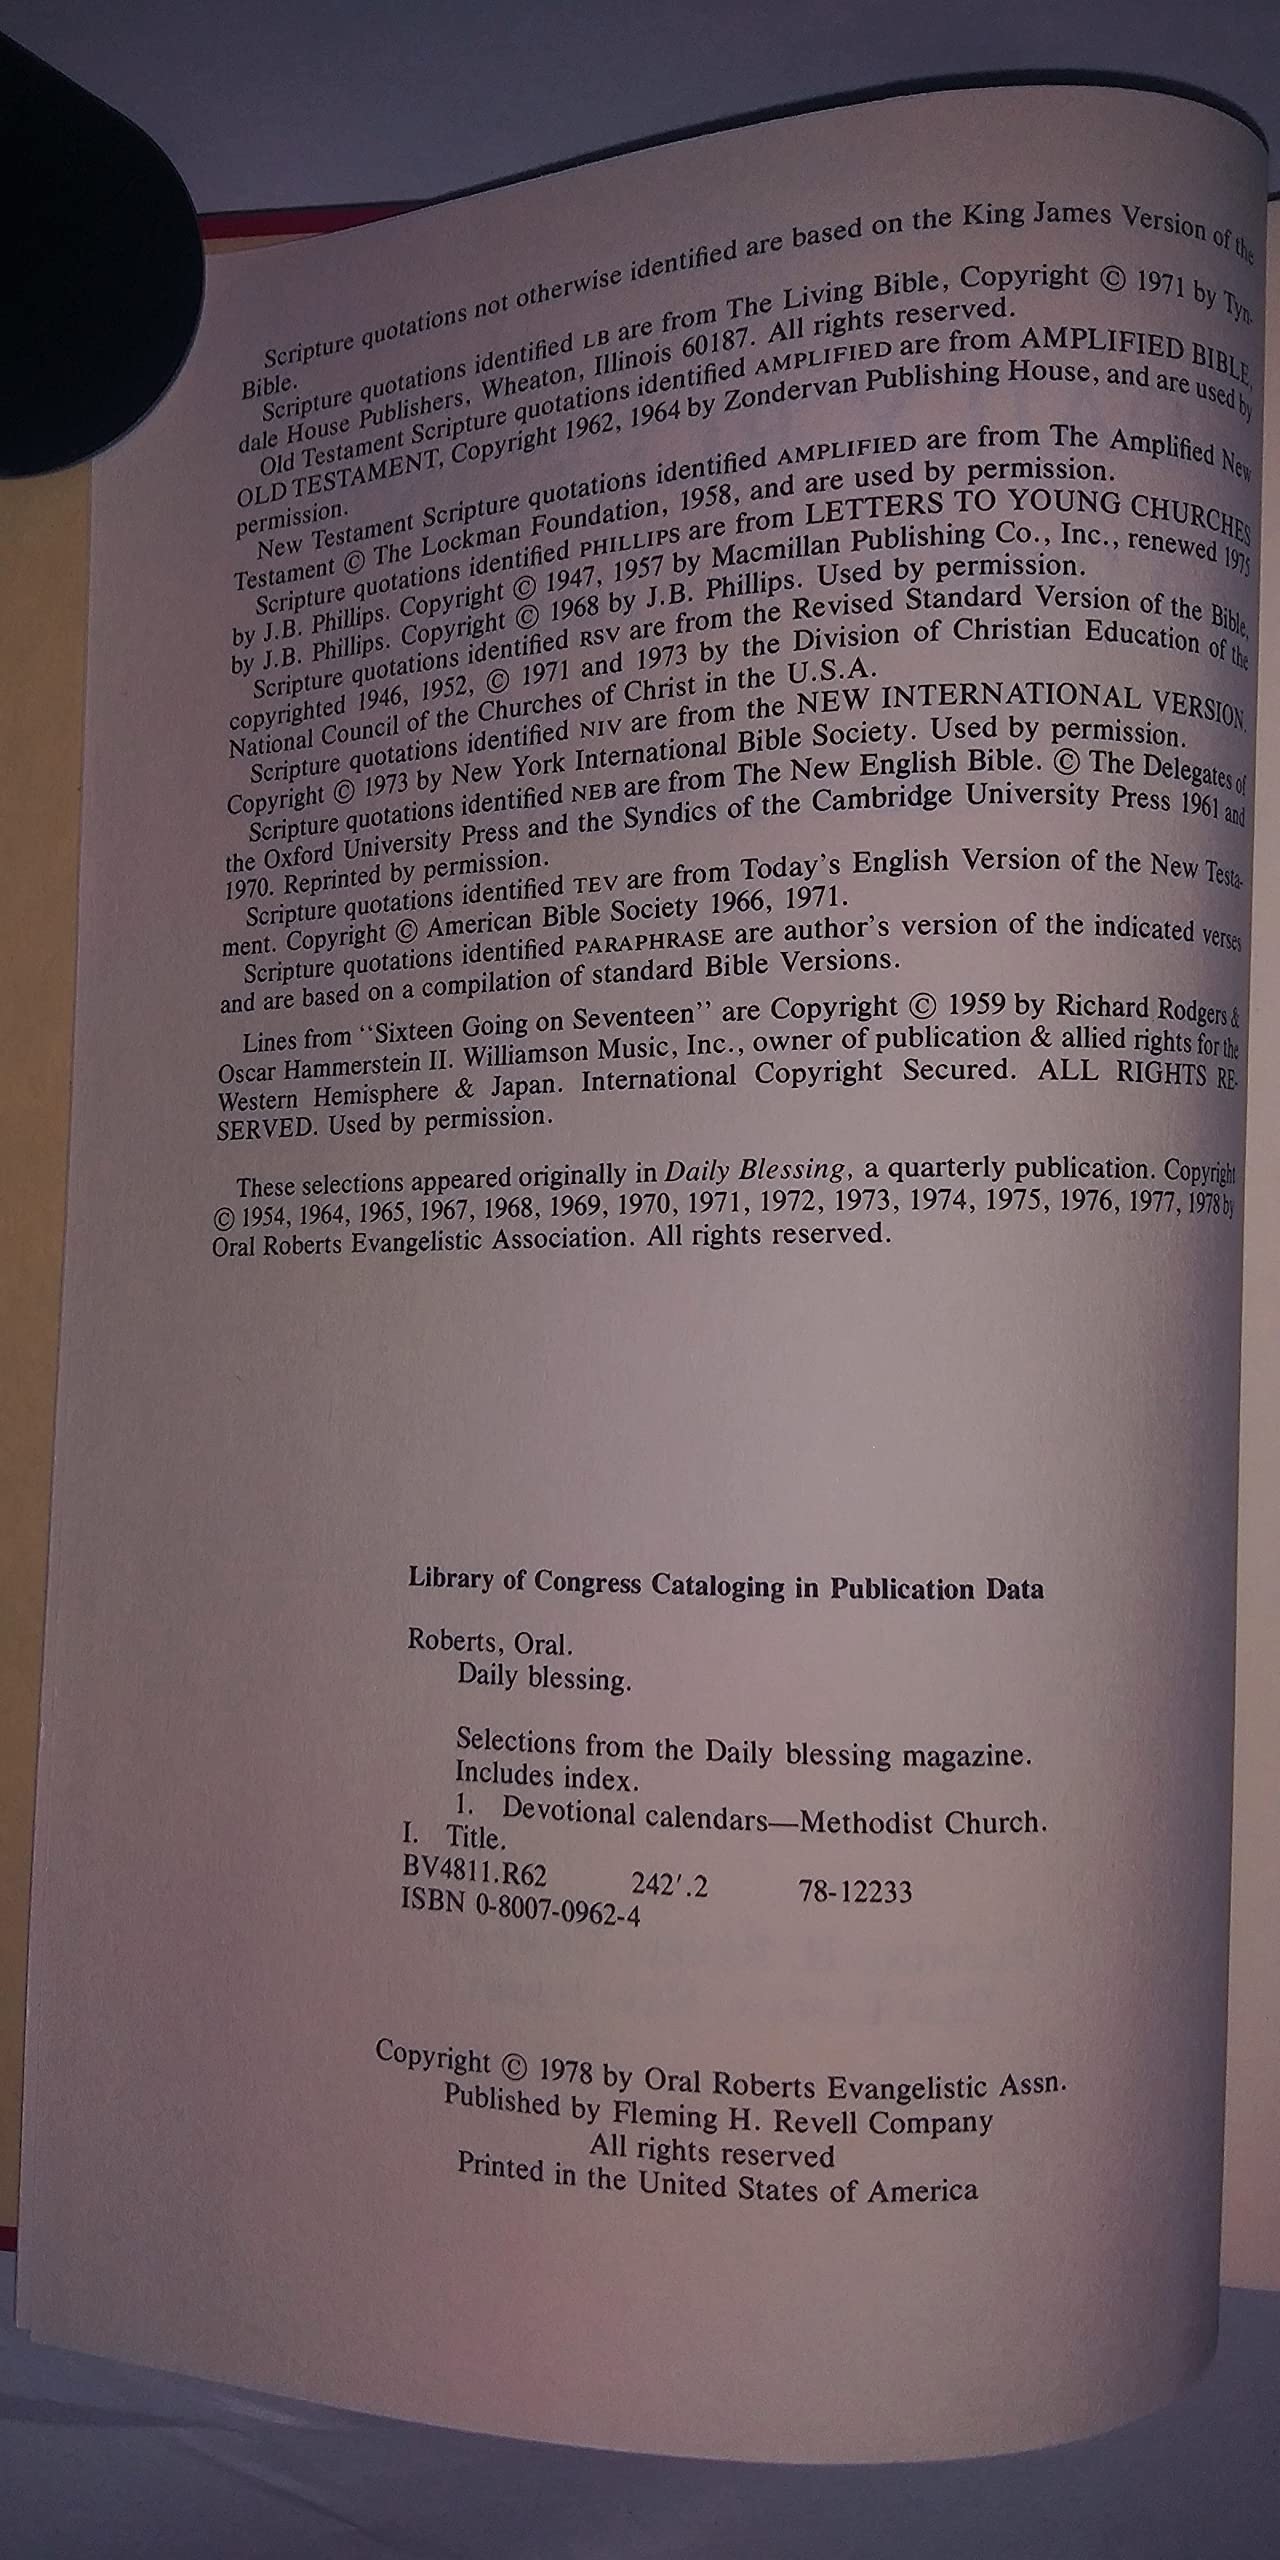 Scripture quotations not otherwise identified are based on the King James Version of the
Bible.
Scripture quotations identified LB are from The Living Bible, Copyright © 1971 by Tyn-
dale House Publishers, Wheaton, Illinois 60187. All rights reserved.
Old Testament Scripture quotations identified AMPLIFIED are from AMPLIFIED BIBLE,
OLD TESTAMENT, Copyright 1962, 1964 by Zondervan Publishing House, and are used by
permission.
New Testament Scripture quotations identified AMPLIFIED are from The Amplified New
Testament © The Lockman Foundation, 1958, and are used by permission.
Scripture quotations identified PHILLIPS are from LETTERS TO YOUNG CHURCHES
by J.B. Phillips. Copyright © 1947, 1957 by Macmillan Publishing Co., Inc., renewed 1975
by J.B. Phillips. Copyright © 1968 by J.B. Phillips. Used by permission.
Scripture quotations identified RSV are from the Revised Standard Version of the Bible,
copyrighted 1946, 1952, © 1971 and 1973 by the Division of Christian Education of the
National Council of the Churches of Christ in the U.S.A.
Scripture quotations identified NIV are from the NEW INTERNATIONAL VERSION,
Copyright © 1973 by New York International Bible Society. Used by permission.
Scripture quotations identified NEB are from The New English Bible. © The Delegates of
the Oxford University Press and the Syndics of the Cambridge University Press 1961 and
1970. Reprinted by permission.
Scripture quotations identified TEV are from Today's English Version of the New Testa-
ment. Copyright © American Bible Society 1966, 1971.
Scripture quotations identified PARAPHRASE are author's version of the indicated verses
and are based on a compilation of standard Bible Versions.
Lines from "Sixteen Going on Seventeen" are Copyright © 1959 by Richard Rodgers &
Oscar Hammerstein II. Williamson Music, Inc., owner of publication & allied rights for the
Western Hemisphere & Japan. International Copyright Secured. ALL RIGHTS RE-
SERVED. Used by permission.
These selections appeared originally in Daily Blessing, a quarterly publication. Copyright
© 1954, 1964, 1965, 1967, 1968, 1969, 1970, 1971, 1972, 1973, 1974, 1975, 1976, 1977, 1978 by
Oral Roberts Evangelistic Association. All rights reserved.
Library of Congress Cataloging in Publication Data
Roberts, Oral.
Daily blessing.
Selections from the Daily blessing magazine.
Includes index.
1. Devotional calendars—Methodist Church.
I. Title.
BV4811.R62 242'.2 78-12233
ISBN 0-8007-0962-4
Copyright © 1978 by Oral Roberts Evangelistic Assn.
Published by Fleming H. Revell Company
All rights reserved
Printed in the United States of America